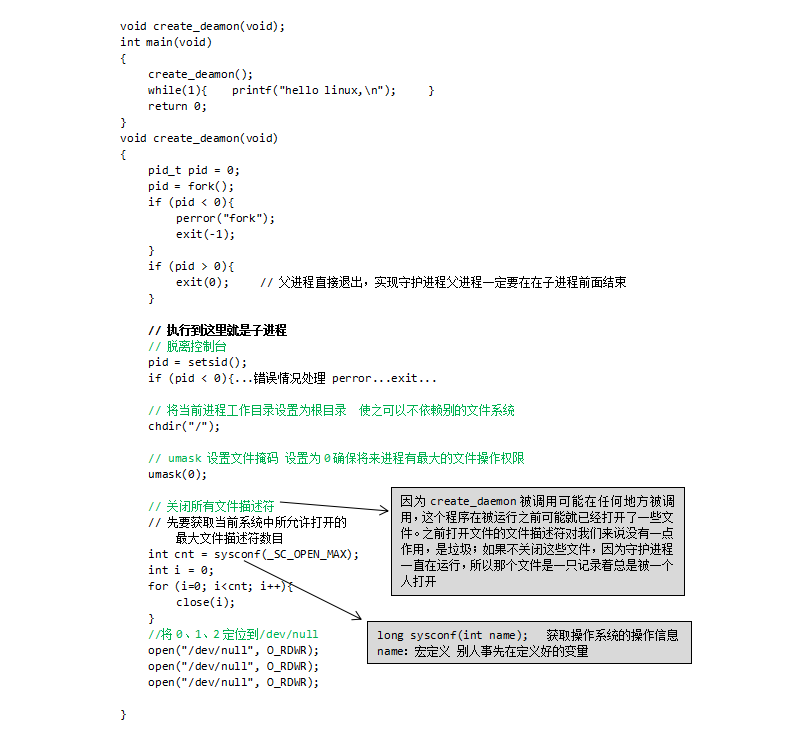 void create_deamon(void);
int main(void)
{
create_deamon();
while(1){    printf("hello linux,\n");     }
return 0;
}
void create_deamon(void)
{
pid_t pid = 0;
pid = fork();
if (pid < 0){
perror("fork");
exit(-1);
}
if (pid > 0){
exit(0);     // 父进程直接退出，实现守护进程父进程一定要在在子进程前面结束
}
// 执行到这里就是子进程
// 脱离控制台
pid = setsid();
if (pid < 0){...错误情况处理 perror...exit...
// 将当前进程工作目录设置为根目录   使之可以不依赖别的文件系统
chdir("/");
// umask 设置文件掩码 设置为 0 确保将来进程有最大的文件操作权限
umask(0);
// 关闭所有文件描述符
// 先要获取当前系统中所允许打开的
最大文件描述符数目
int cnt = sysconf(_SC_OPEN_MAX);
int i = 0;
for (i=0; i<cnt; i++){
close(i);
}
//将 0、1、2 定位到/dev/null
open("/dev/null", O_RDWR);
open("/dev/null", O_RDWR);
open("/dev/null", O_RDWR);
}
因为 create_daemon 被调用可能在任何地方被调
用，这个程序在被运行之前可能就已经打开了一些文
件。之前打开文件的文件描述符对我们来说没有一点
作用，是垃圾；如果不关闭这些文件，因为守护进程
一直在运行，所以那个文件是一只记录着总是被一个
人打开
long sysconf(int name);   获取操作系统的操作信息
name: 宏定义 别人事先在定义好的变量